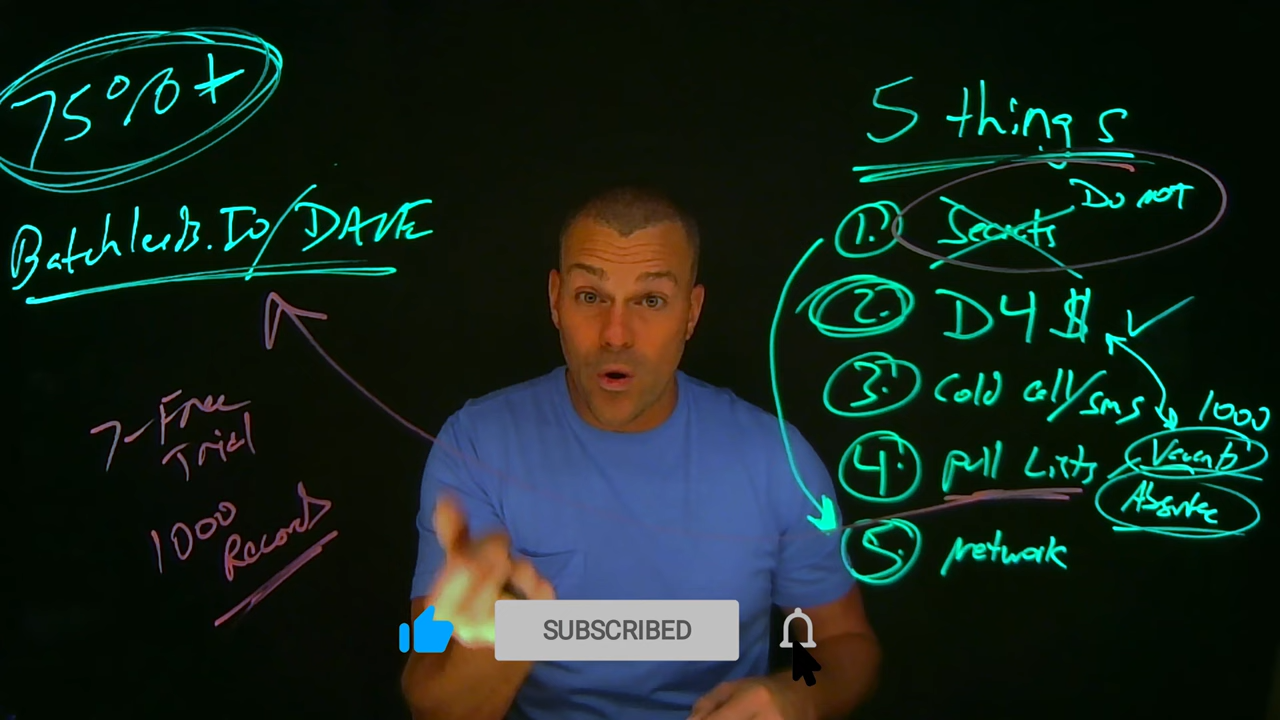 75%+
Batchleads.Io/DAVE
7-Free
Trial
1000
Records
5 things
1. Secrets Do not
2. D4$
3. Cold call/sms
4. pull Lists
1000
Vacants
Absentee
5. network
SUBSCRIBED